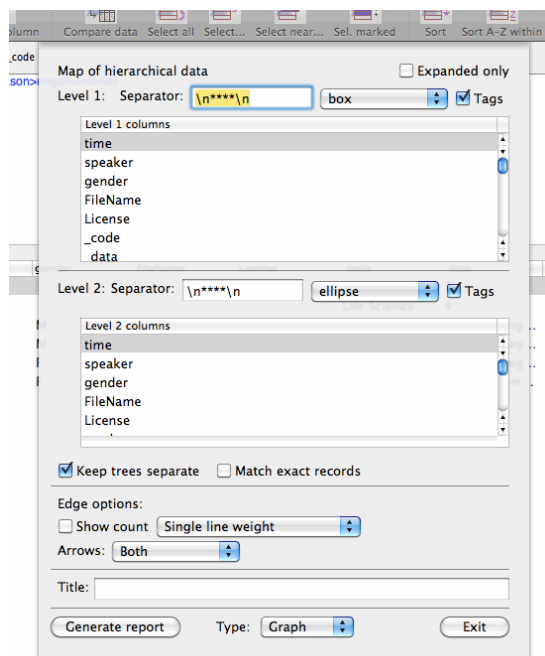 olumn Compare data Select all Select... Select near... Sel. marked Sort Sort A-Z within
_code
son>
Map of hierarchical data Expanded only
Level 1: Separator: \n****\n box Tags
Level 1 columns
time
speaker
gender
FileName
License
_code
_data
Level 2: Separator: \n****\n ellipse Tags
Level 2 columns
time
speaker
gender
FileName
License
Keep trees separate Match exact records
Edge options:
Show count Single line weight
Arrows: Both
Title:
Generate report Type: Graph Exit